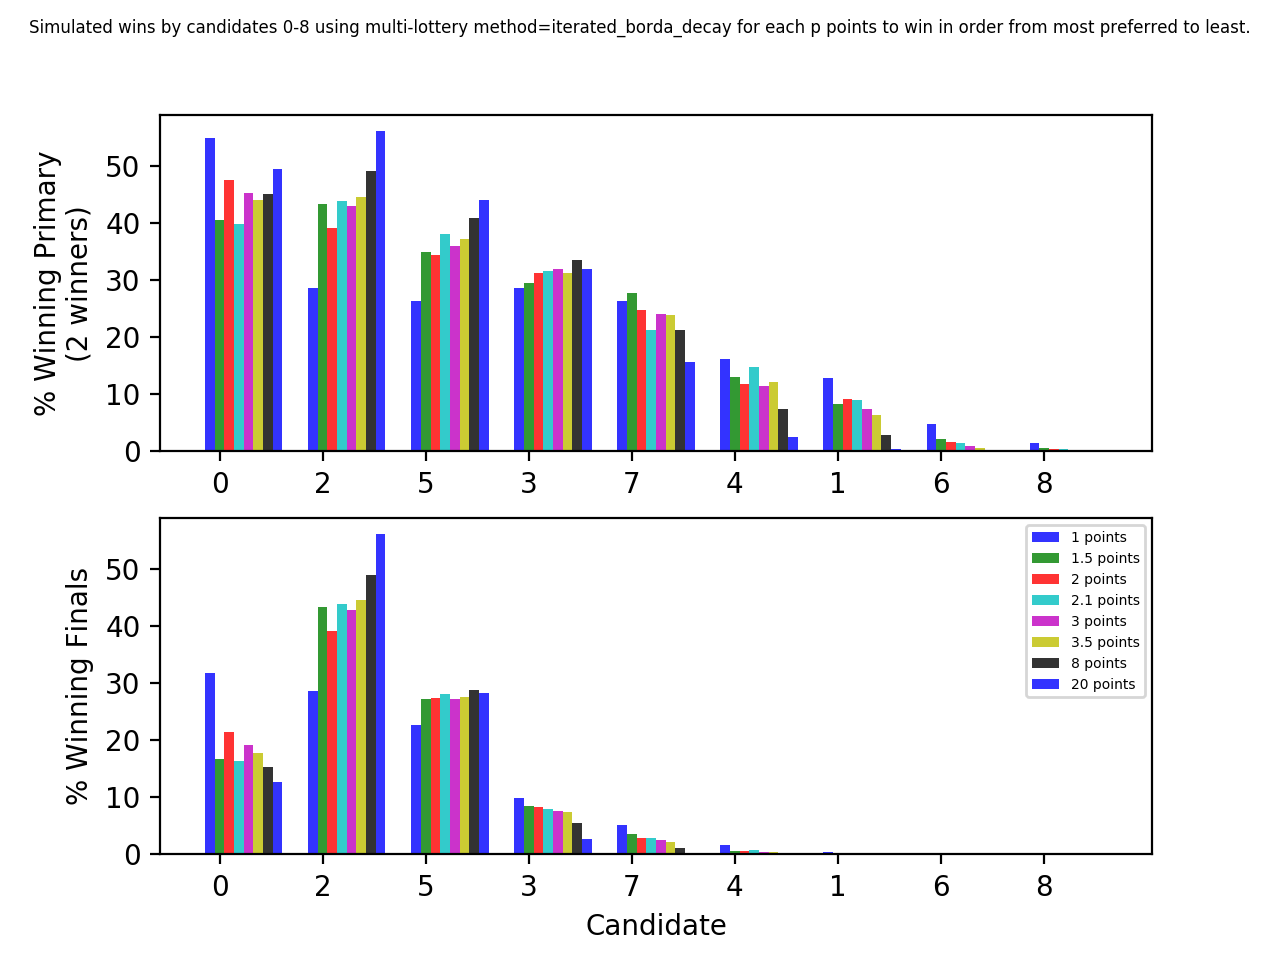 Simulated wins by candidates 0-8 using multi-lottery method=iterated_borda_decay for each p points to win in order from most preferred to least.
% Winning Primary
(2 winners)
50
40
30
20
10
0
0 2 5 3 7 4 1 6 8
% Winning Finals
50
40
30
20
10
0
1 points
1.5 points
2 points
2.1 points
3 points
3.5 points
8 points
20 points
0 2 5 3 7 4 1 6 8
Candidate